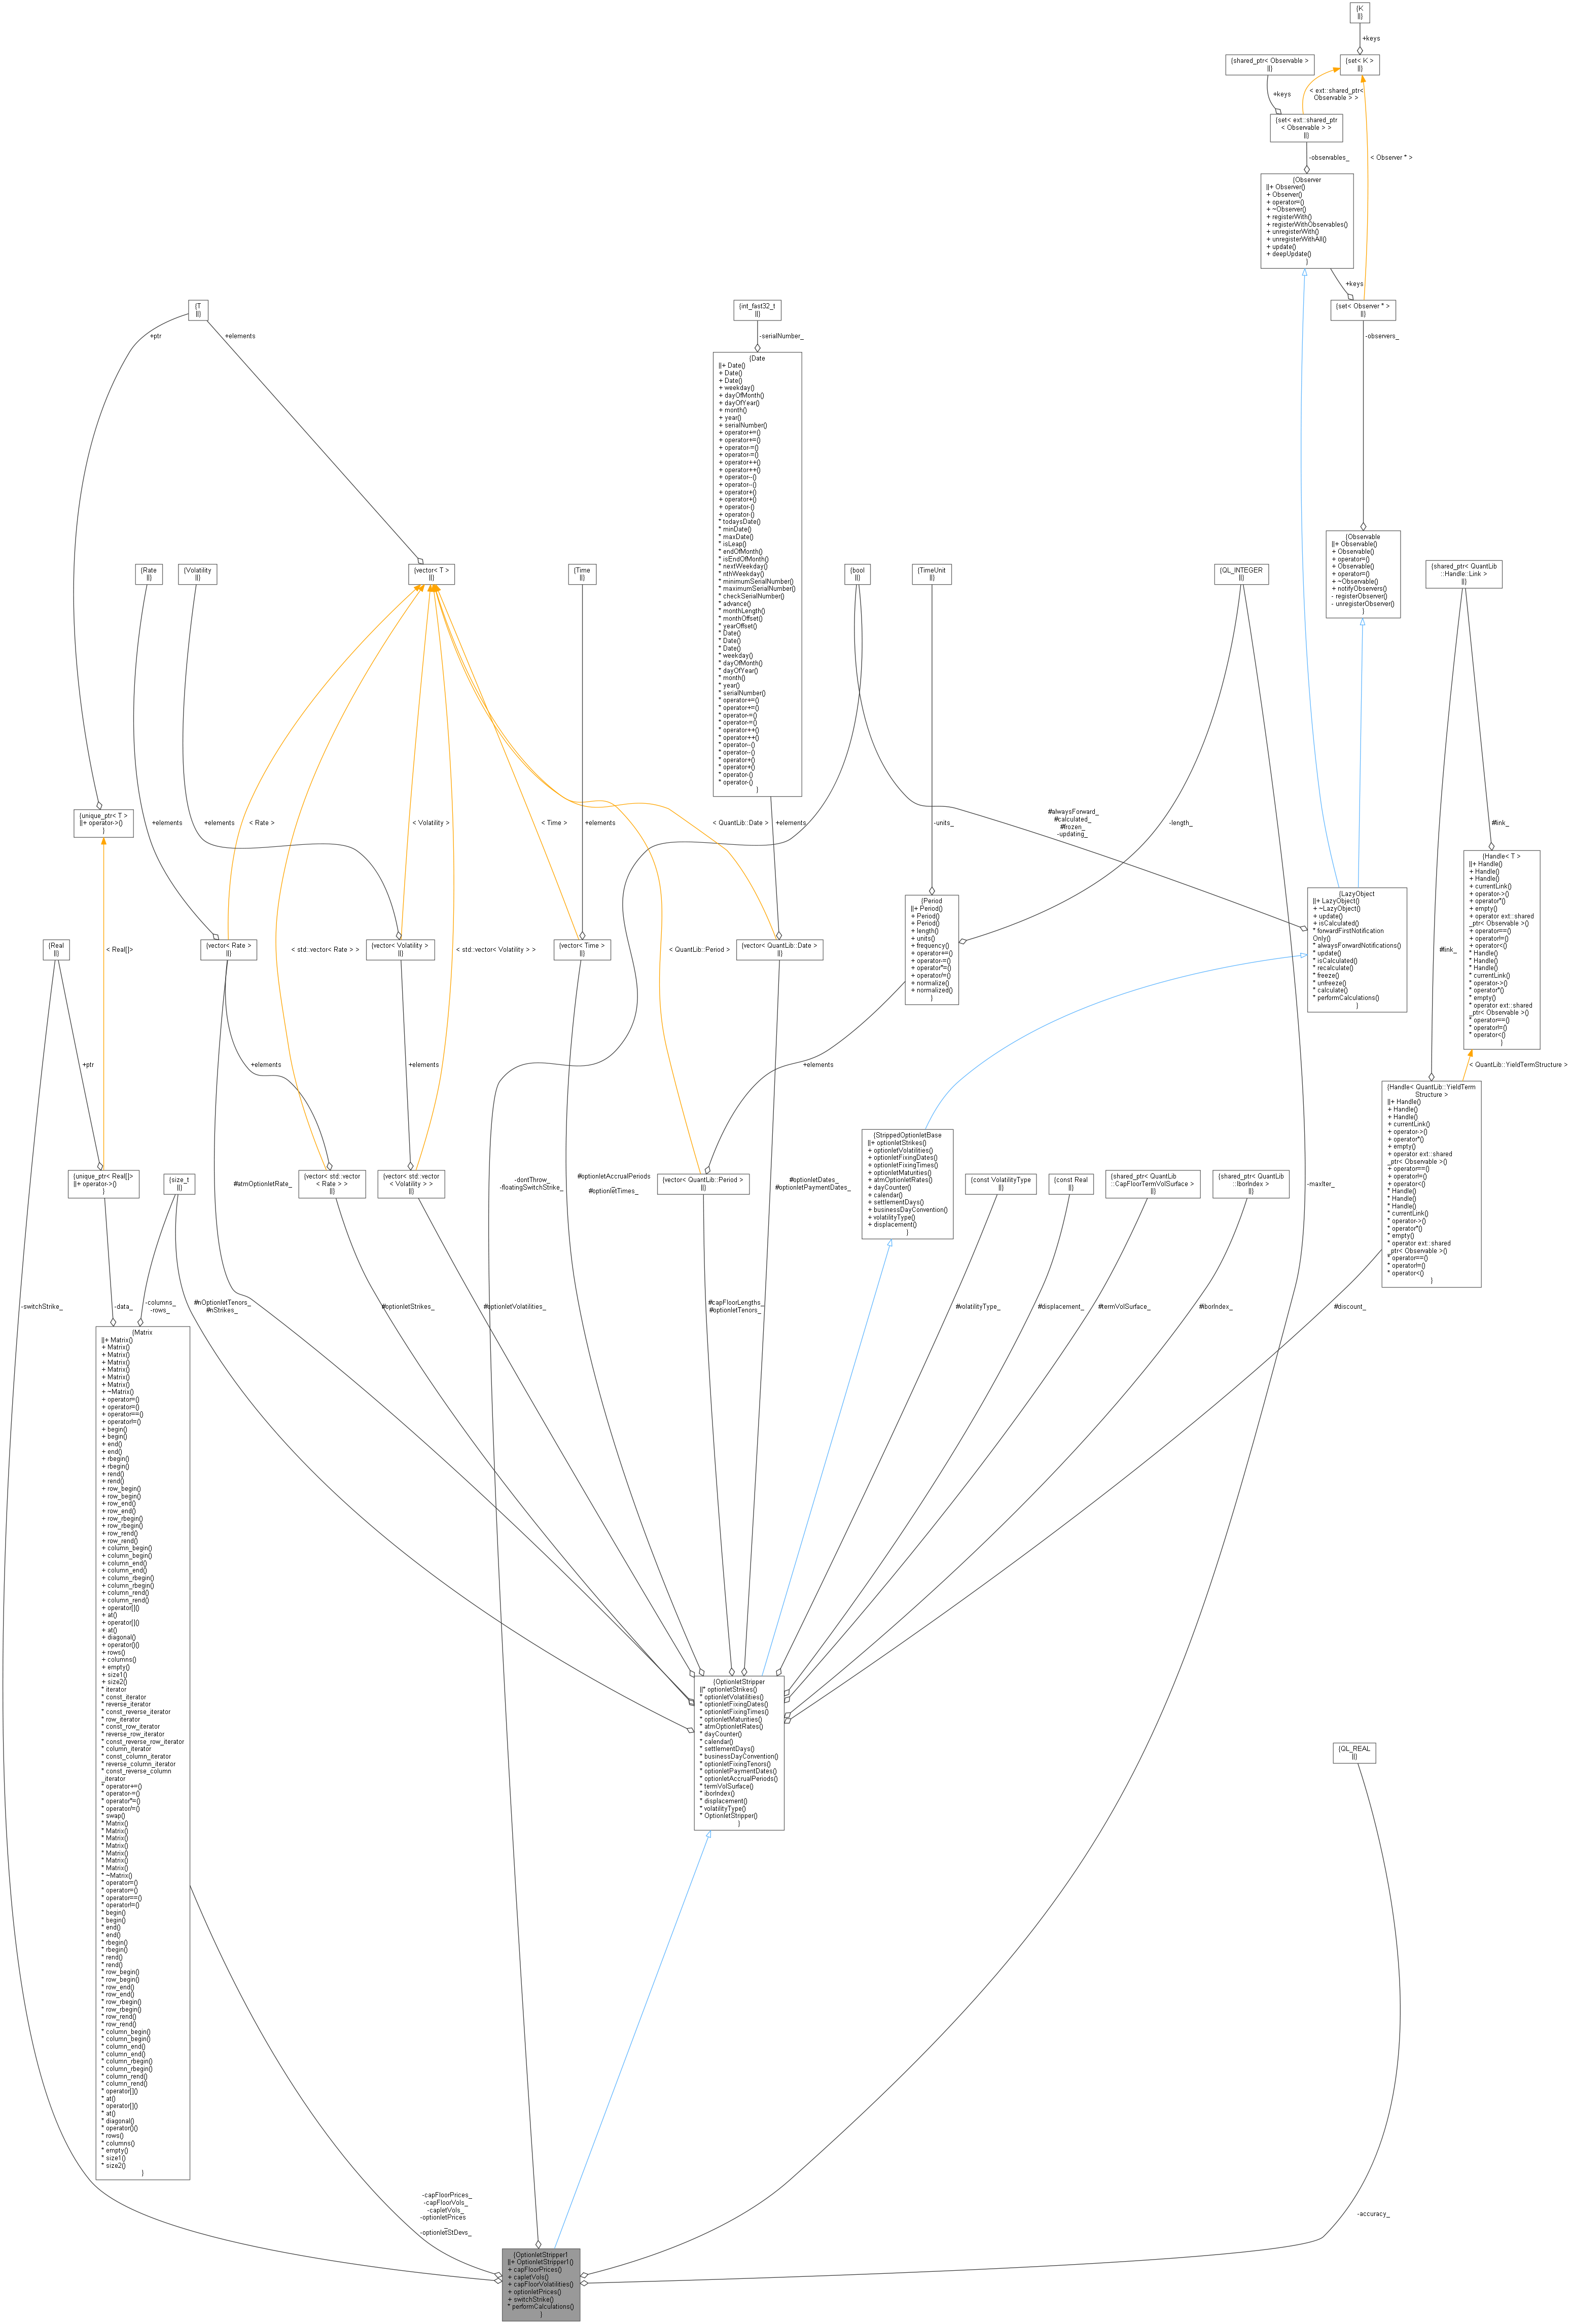 {K
||}
+keys
{shared_ptr< Observable >
||}
{set< K >
||}
< ext::shared_ptr<
Observable > >
+keys
{set< ext::shared_ptr
< Observable > >
||}
-observables_
< Observer * >
{Observer
||+ Observer()
+ Observer()
+ operator=()
+ ~Observer()
+ registerWith()
+ registerWithObservables()
+ unregisterWith()
+ unregisterWithAll()
+ update()
+ deepUpdate()
}
+keys
{T
||}
{int_fast32_t
||}
{set< Observer * >
||}
+ptr
+elements
-serialNumber_
-observers_
{Date
||+ Date()
+ Date()
+ Date()
+ weekday()
+ dayOfMonth()
+ dayOfYear()
+ month()
+ year()
+ serialNumber()
+ operator+=()
+ operator+=()
+ operator-=()
+ operator-=()
+ operator++()
+ operator++()
+ operator--()
+ operator--()
+ operator+()
+ operator+()
+ operator-()
+ operator-()
* todaysDate()
* minDate()
* maxDate()
* isLeap()
* endOfMonth()
* isEndOfMonth()
* nextWeekday()
* nthWeekday()
* minimumSerialNumber()
* maximumSerialNumber()
* checkSerialNumber()
* advance()
* monthLength()
* monthOffset()
* yearOffset()
* Date()
* Date()
* Date()
* weekday()
* dayOfMonth()
* dayOfYear()
* month()
* year()
* serialNumber()
* operator+=()
* operator+=()
* operator-=()
* operator-=()
* operator++()
* operator++()
* operator--()
* operator--()
* operator+()
* operator+()
* operator-()
* operator-()
}
{Observable
||+ Observable()
+ Observable()
+ operator=()
+ Observable()
+ operator=()
+ ~Observable()
+ notifyObservers()
- registerObserver()
- unregisterObserver()
}
{Rate
||}
{Volatility
||}
{vector< T >
||}
{Time
||}
{bool
||}
{TimeUnit
||}
{QL_INTEGER
||}
{shared_ptr< QuantLib
::Handle::Link >
||}
{unique_ptr< T >
||+ operator->()
}
+elements
< Rate >
+elements
< Volatility >
< Time >
+elements
< QuantLib::Date >
+elements
-units_
#alwaysForward_
#calculated_
#frozen_
-updating_
-length_
#link_
{Handle< T >
||+ Handle()
+ Handle()
+ Handle()
+ currentLink()
+ operator->()
+ operator*()
+ empty()
+ operator ext::shared
_ptr< Observable >()
+ operator==()
+ operator!=()
+ operator<()
* Handle()
* Handle()
* Handle()
* currentLink()
* operator->()
* operator*()
* empty()
* operator ext::shared
_ptr< Observable >()
* operator==()
* operator!=()
* operator<()
}
{Period
||+ Period()
+ Period()
+ Period()
+ length()
+ units()
+ frequency()
+ operator+=()
+ operator-=()
+ operator*=()
+ operator/=()
+ normalize()
+ normalized()
}
{LazyObject
||+ LazyObject()
+ ~LazyObject()
+ update()
+ isCalculated()
* forwardFirstNotification
Only()
* alwaysForwardNotifications()
* update()
* isCalculated()
* recalculate()
* freeze()
* unfreeze()
* calculate()
* performCalculations()
}
{Real
||}
< Real[]>
{vector< Rate >
||}
< std::vector< Rate > >
{vector< Volatility >
||}
< std::vector< Volatility > >
{vector< Time >
||}
< QuantLib::Period >
{vector< QuantLib::Date >
||}
#link_
+ptr
+elements
+elements
+elements
< QuantLib::YieldTermStructure >
{Handle< QuantLib::YieldTerm
Structure >
||+ Handle()
+ Handle()
+ Handle()
+ currentLink()
+ operator->()
+ operator*()
+ empty()
+ operator ext::shared
_ptr< Observable >()
+ operator==()
+ operator!=()
+ operator<()
* Handle()
* Handle()
* Handle()
* currentLink()
* operator->()
* operator*()
* empty()
* operator ext::shared
_ptr< Observable >()
* operator==()
* operator!=()
* operator<()
}
{StrippedOptionletBase
||+ optionletStrikes()
+ optionletVolatilities()
+ optionletFixingDates()
+ optionletFixingTimes()
+ optionletMaturities()
+ atmOptionletRates()
+ dayCounter()
+ calendar()
+ settlementDays()
+ businessDayConvention()
+ volatilityType()
+ displacement()
}
{unique_ptr< Real[]>
||+ operator->()
}
{size_t
||}
#atmOptionletRate_
{vector< std::vector
< Rate > >
||}
{vector< std::vector
< Volatility > >
||}
-dontThrow_
-floatingSwitchStrike_
#optionletAccrualPeriods
_
#optionletTimes_
{vector< QuantLib::Period >
||}
#optionletDates_
#optionletPaymentDates_
{const VolatilityType
||}
{const Real
||}
{shared_ptr< QuantLib
::CapFloorTermVolSurface >
||}
{shared_ptr< QuantLib
::IborIndex >
||}
-maxIter_
-switchStrike_
-data_
-columns_
-rows_
#nOptionletTenors_
#nStrikes_
#optionletStrikes_
#optionletVolatilities_
#capFloorLengths_
#optionletTenors_
#volatilityType_
#displacement_
#termVolSurface_
#iborIndex_
#discount_
{Matrix
||+ Matrix()
+ Matrix()
+ Matrix()
+ Matrix()
+ Matrix()
+ Matrix()
+ Matrix()
+ ~Matrix()
+ operator=()
+ operator=()
+ operator==()
+ operator!=()
+ begin()
+ begin()
+ end()
+ end()
+ rbegin()
+ rbegin()
+ rend()
+ rend()
+ row_begin()
+ row_begin()
+ row_end()
+ row_end()
+ row_rbegin()
+ row_rbegin()
+ row_rend()
+ row_rend()
+ column_begin()
+ column_begin()
+ column_end()
+ column_end()
+ column_rbegin()
+ column_rbegin()
+ column_rend()
+ column_rend()
+ operator[]()
+ at()
+ operator[]()
+ at()
+ diagonal()
+ operator()()
+ rows()
+ columns()
+ empty()
+ size1()
+ size2()
* iterator
* const_iterator
* reverse_iterator
* const_reverse_iterator
* row_iterator
* const_row_iterator
* reverse_row_iterator
* const_reverse_row_iterator
* column_iterator
* const_column_iterator
* reverse_column_iterator
* const_reverse_column
_iterator
* operator+=()
* operator-=()
* operator*=()
* operator/=()
* swap()
* Matrix()
* Matrix()
* Matrix()
* Matrix()
* Matrix()
* Matrix()
* Matrix()
* ~Matrix()
* operator=()
* operator=()
* operator==()
* operator!=()
* begin()
* begin()
* end()
* end()
* rbegin()
* rbegin()
* rend()
* rend()
* row_begin()
* row_begin()
* row_end()
* row_end()
* row_rbegin()
* row_rbegin()
* row_rend()
* row_rend()
* column_begin()
* column_begin()
* column_end()
* column_end()
* column_rbegin()
* column_rbegin()
* column_rend()
* column_rend()
* operator[]()
* at()
* operator[]()
* at()
* diagonal()
* operator()()
* rows()
* columns()
* empty()
* size1()
* size2()
}
{OptionletStripper
||* optionletStrikes()
* optionletVolatilities()
* optionletFixingDates()
* optionletFixingTimes()
* optionletMaturities()
* atmOptionletRates()
* dayCounter()
* calendar()
* settlementDays()
* businessDayConvention()
* optionletFixingTenors()
* optionletPaymentDates()
* optionletAccrualPeriods()
* termVolSurface()
* iborIndex()
* displacement()
* volatilityType()
* OptionletStripper()
}
{QL_REAL
||}
-capFloorPrices_
-capFloorVols_
-capletVols_
-optionletPrices
_
-optionletStDevs_
-accuracy_
{OptionletStripper1
||+ OptionletStripper1()
+ capFloorPrices()
+ capletVols()
+ capFloorVolatilities()
+ optionletPrices()
+ switchStrike()
* performCalculations()
}